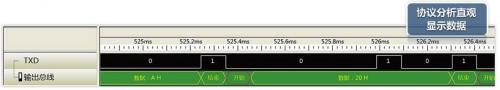 协议分析直观
显示数据
525ms 525.2ms 525.4ms 525.6ms 525.8ms 526ms 526.2ms 526.4ms
TXD 0 1 0 1 0 1
输出总线 数据：A H 结束 开始 数据：20 H 结束 开始